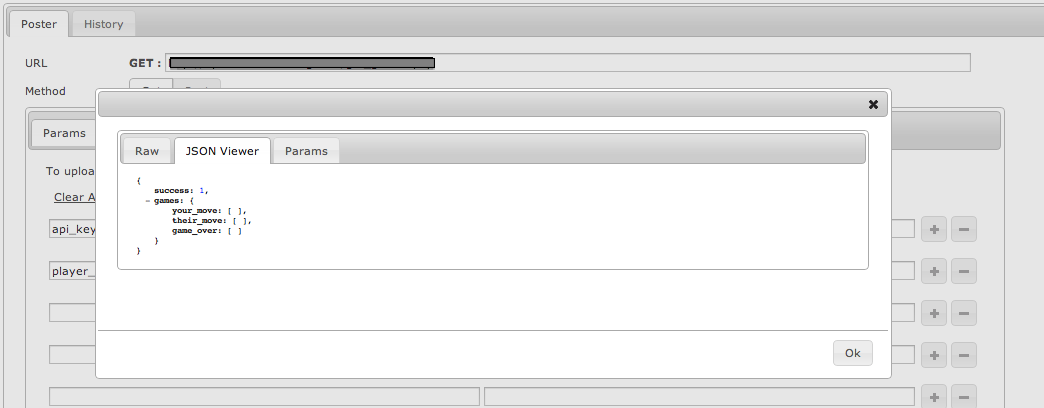 Poster
History
URL
GET :
Method
Raw
JSON Viewer
Params
{
success: 1,
games: {
your_move: [ ],
their_move: [ ],
game_over: [ ]
}
}
Ok
Params
To uploa
Clear A
api_key
player_